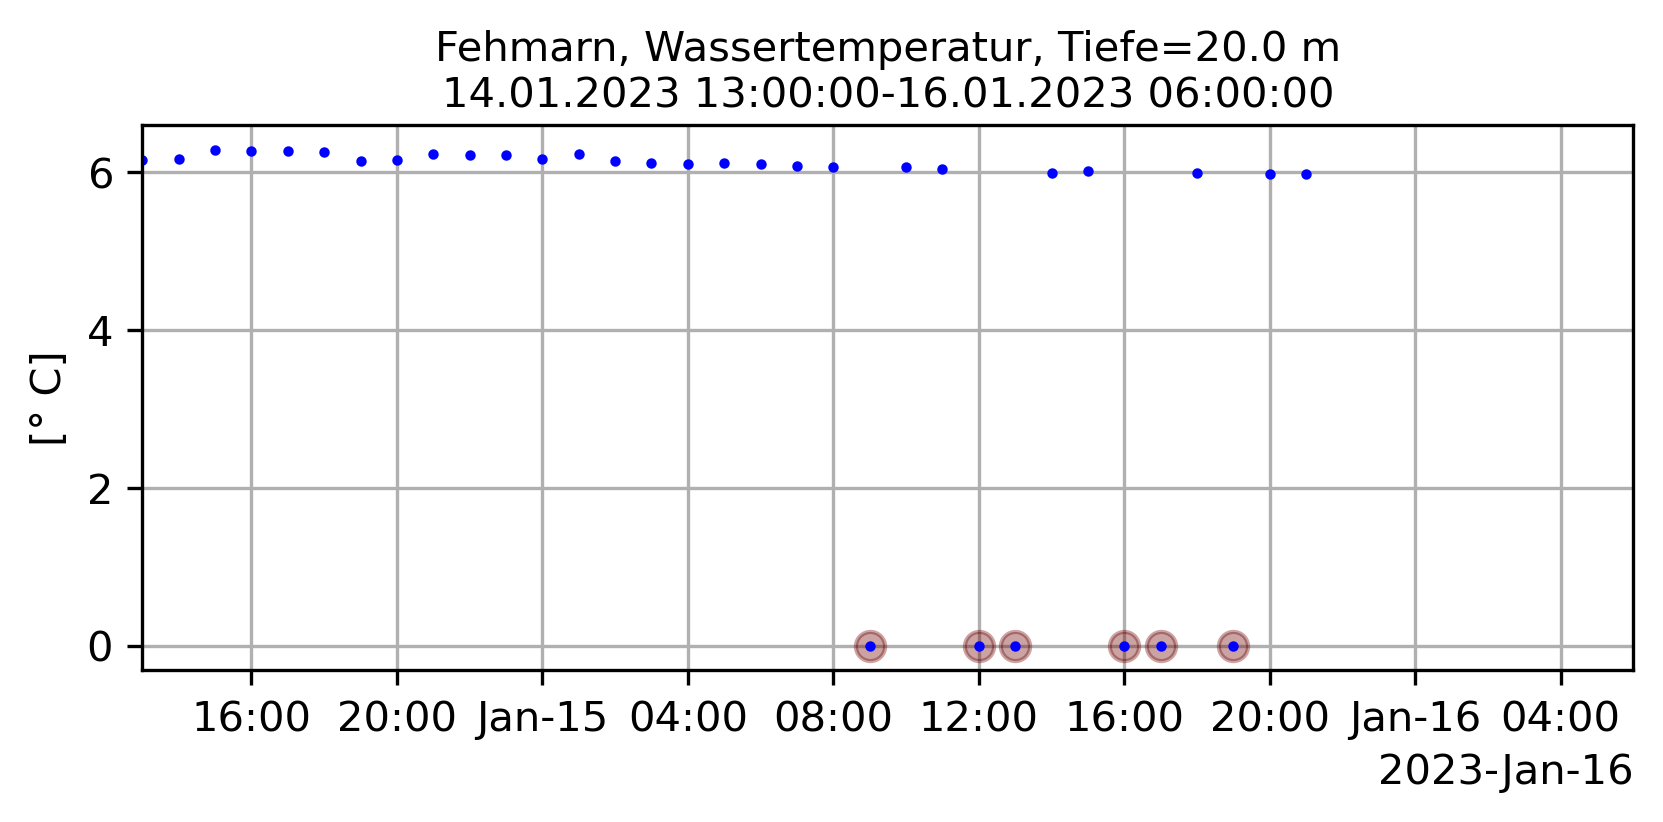 Fehmarn, Wassertemperatur, Tiefe=20.0 m
14.01.2023 13:00:00-16.01.2023 06:00:00
[° C]
6
4
2
0
16:00 20:00 Jan-15 04:00 08:00 12:00 16:00 20:00 Jan-16 04:00
2023-Jan-16